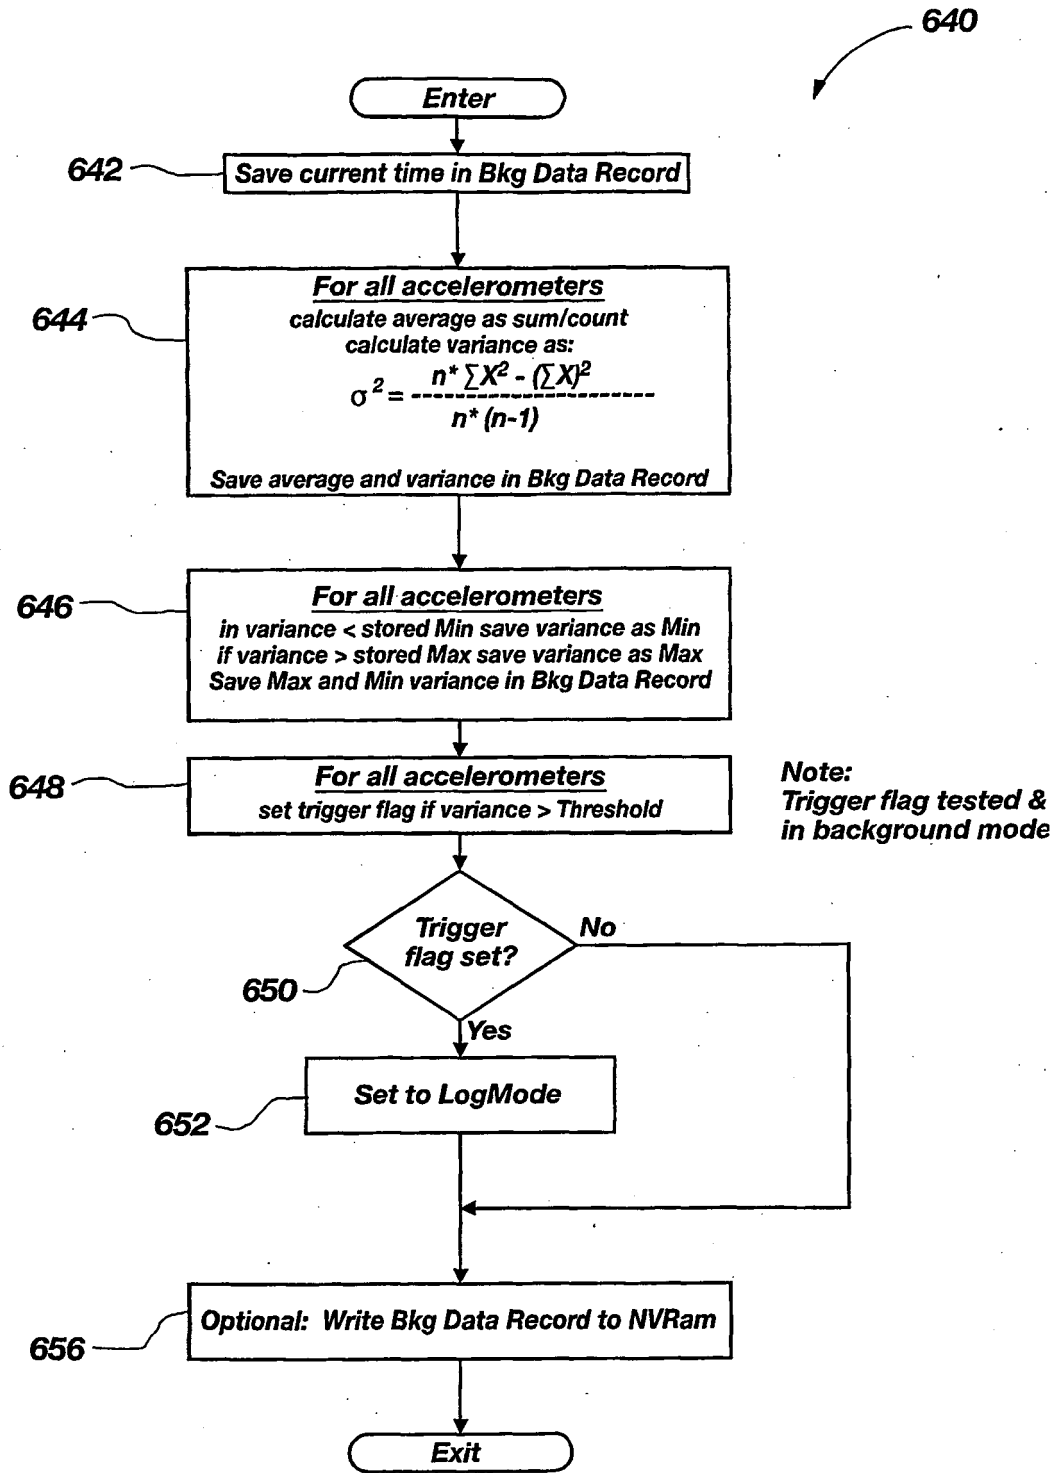 640
Enter
642
Save current time in Bkg Data Record
644
For all accelerometers
calculate average as sum/count
calculate variance as:
σ² = n* ∑X² - (∑X)² / n* (n-1)
Save average and variance in Bkg Data Record
646
For all accelerometers
in variance < stored Min save variance as Min
if variance > stored Max save variance as Max
Save Max and Min variance in Bkg Data Record
648
For all accelerometers
set trigger flag if variance > Threshold
Note:
Trigger flag tested &
in background mode
Trigger
flag set?
No
650
Yes
Set to LogMode
652
Optional: Write Bkg Data Record to NVRam
656
Exit